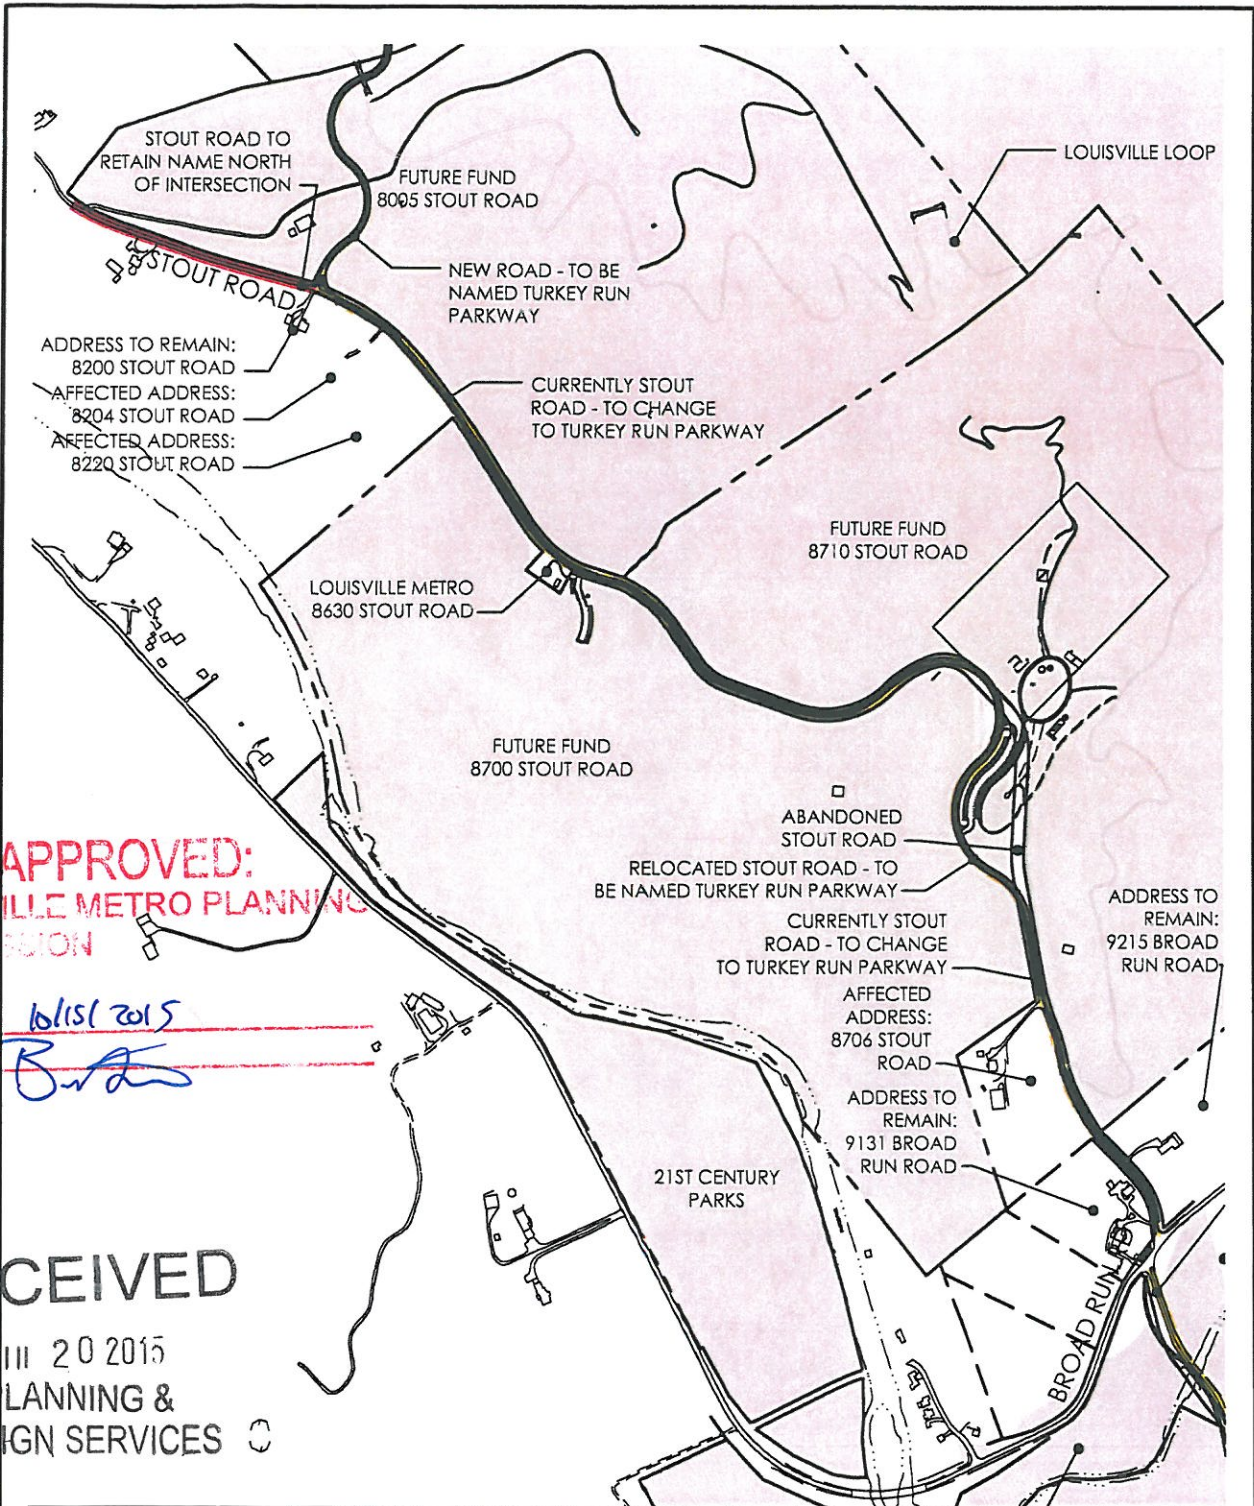 STOUT ROAD TO
RETAIN NAME NORTH
OF INTERSECTION
FUTURE FUND
8005 STOUT ROAD
LOUISVILLE LOOP
STOUT ROAD
NEW ROAD - TO BE
NAMED TURKEY RUN
PARKWAY
ADDRESS TO REMAIN:
8200 STOUT ROAD
AFFECTED ADDRESS:
8204 STOUT ROAD
AFFECTED ADDRESS:
8220 STOUT ROAD
CURRENTLY STOUT
ROAD - TO CHANGE
TO TURKEY RUN PARKWAY
FUTURE FUND
8710 STOUT ROAD
LOUISVILLE METRO
8630 STOUT ROAD
FUTURE FUND
8700 STOUT ROAD
ABANDONED
STOUT ROAD
RELOCATED STOUT ROAD - TO
BE NAMED TURKEY RUN PARKWAY
CURRENTLY STOUT
ROAD - TO CHANGE
TO TURKEY RUN PARKWAY
ADDRESS TO
REMAIN:
9215 BROAD
RUN ROAD
AFFECTED
ADDRESS:
8706 STOUT
ROAD
ADDRESS TO
REMAIN:
9131 BROAD
RUN ROAD
21ST CENTURY
PARKS
BROAD RUN
APPROVED:
ILLE METRO PLANNING
10/15/2015
CEIVED
20 2015
LANNING &
IGN SERVICES